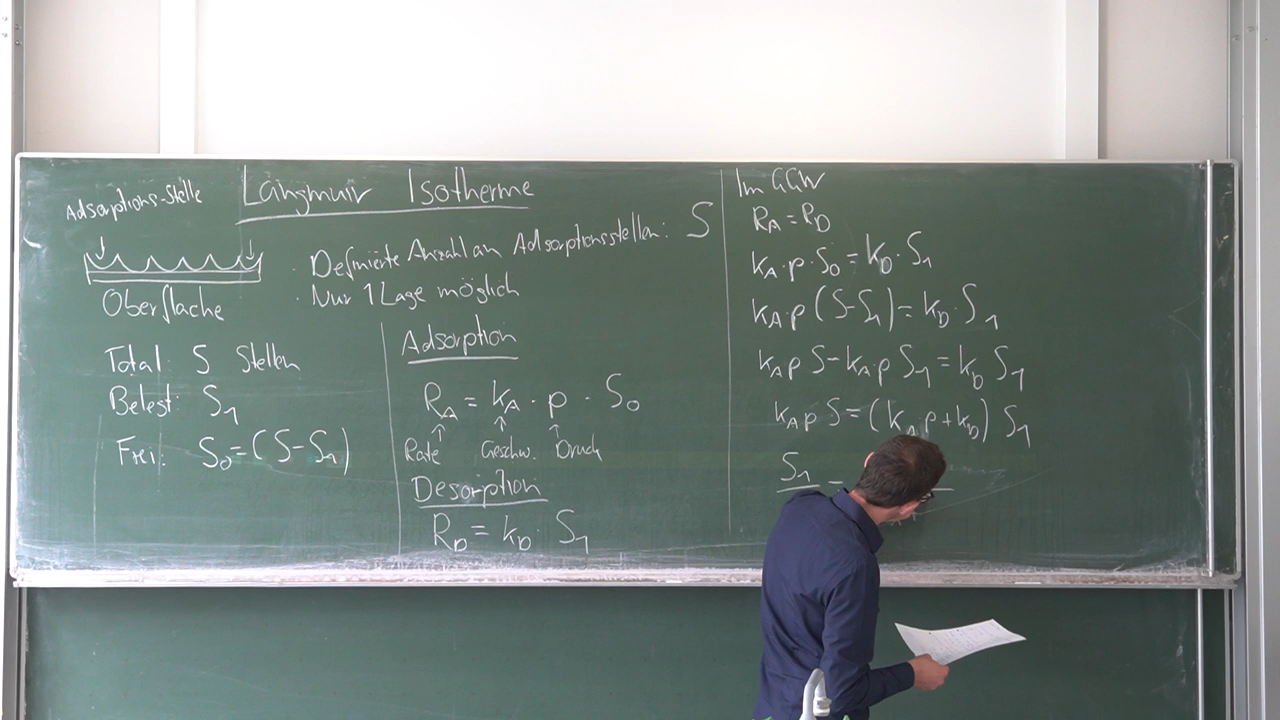 Langmuir Isotherme
Adsorptions-Stelle
Oberfläche
· Definierte Anzahl an Adsorptionsstellen: S
· Nur 1 Lage möglich
Total: S Stellen
Belegt: S₁
Frei: S₀=(S-S₁)
Adsorption
R_A = k_A · p · S₀
Rate Geschw. Druck
Desorption
R_D = k_D · S₁
Im GGW
R_A = R_D
k_A · p · S₀ = k_D · S₁
k_A · p (S-S₁) = k_D · S₁
k_A p S - k_A p S₁ = k_D S₁
k_A p S = (k_A · p + k_D) S₁
S₁
=